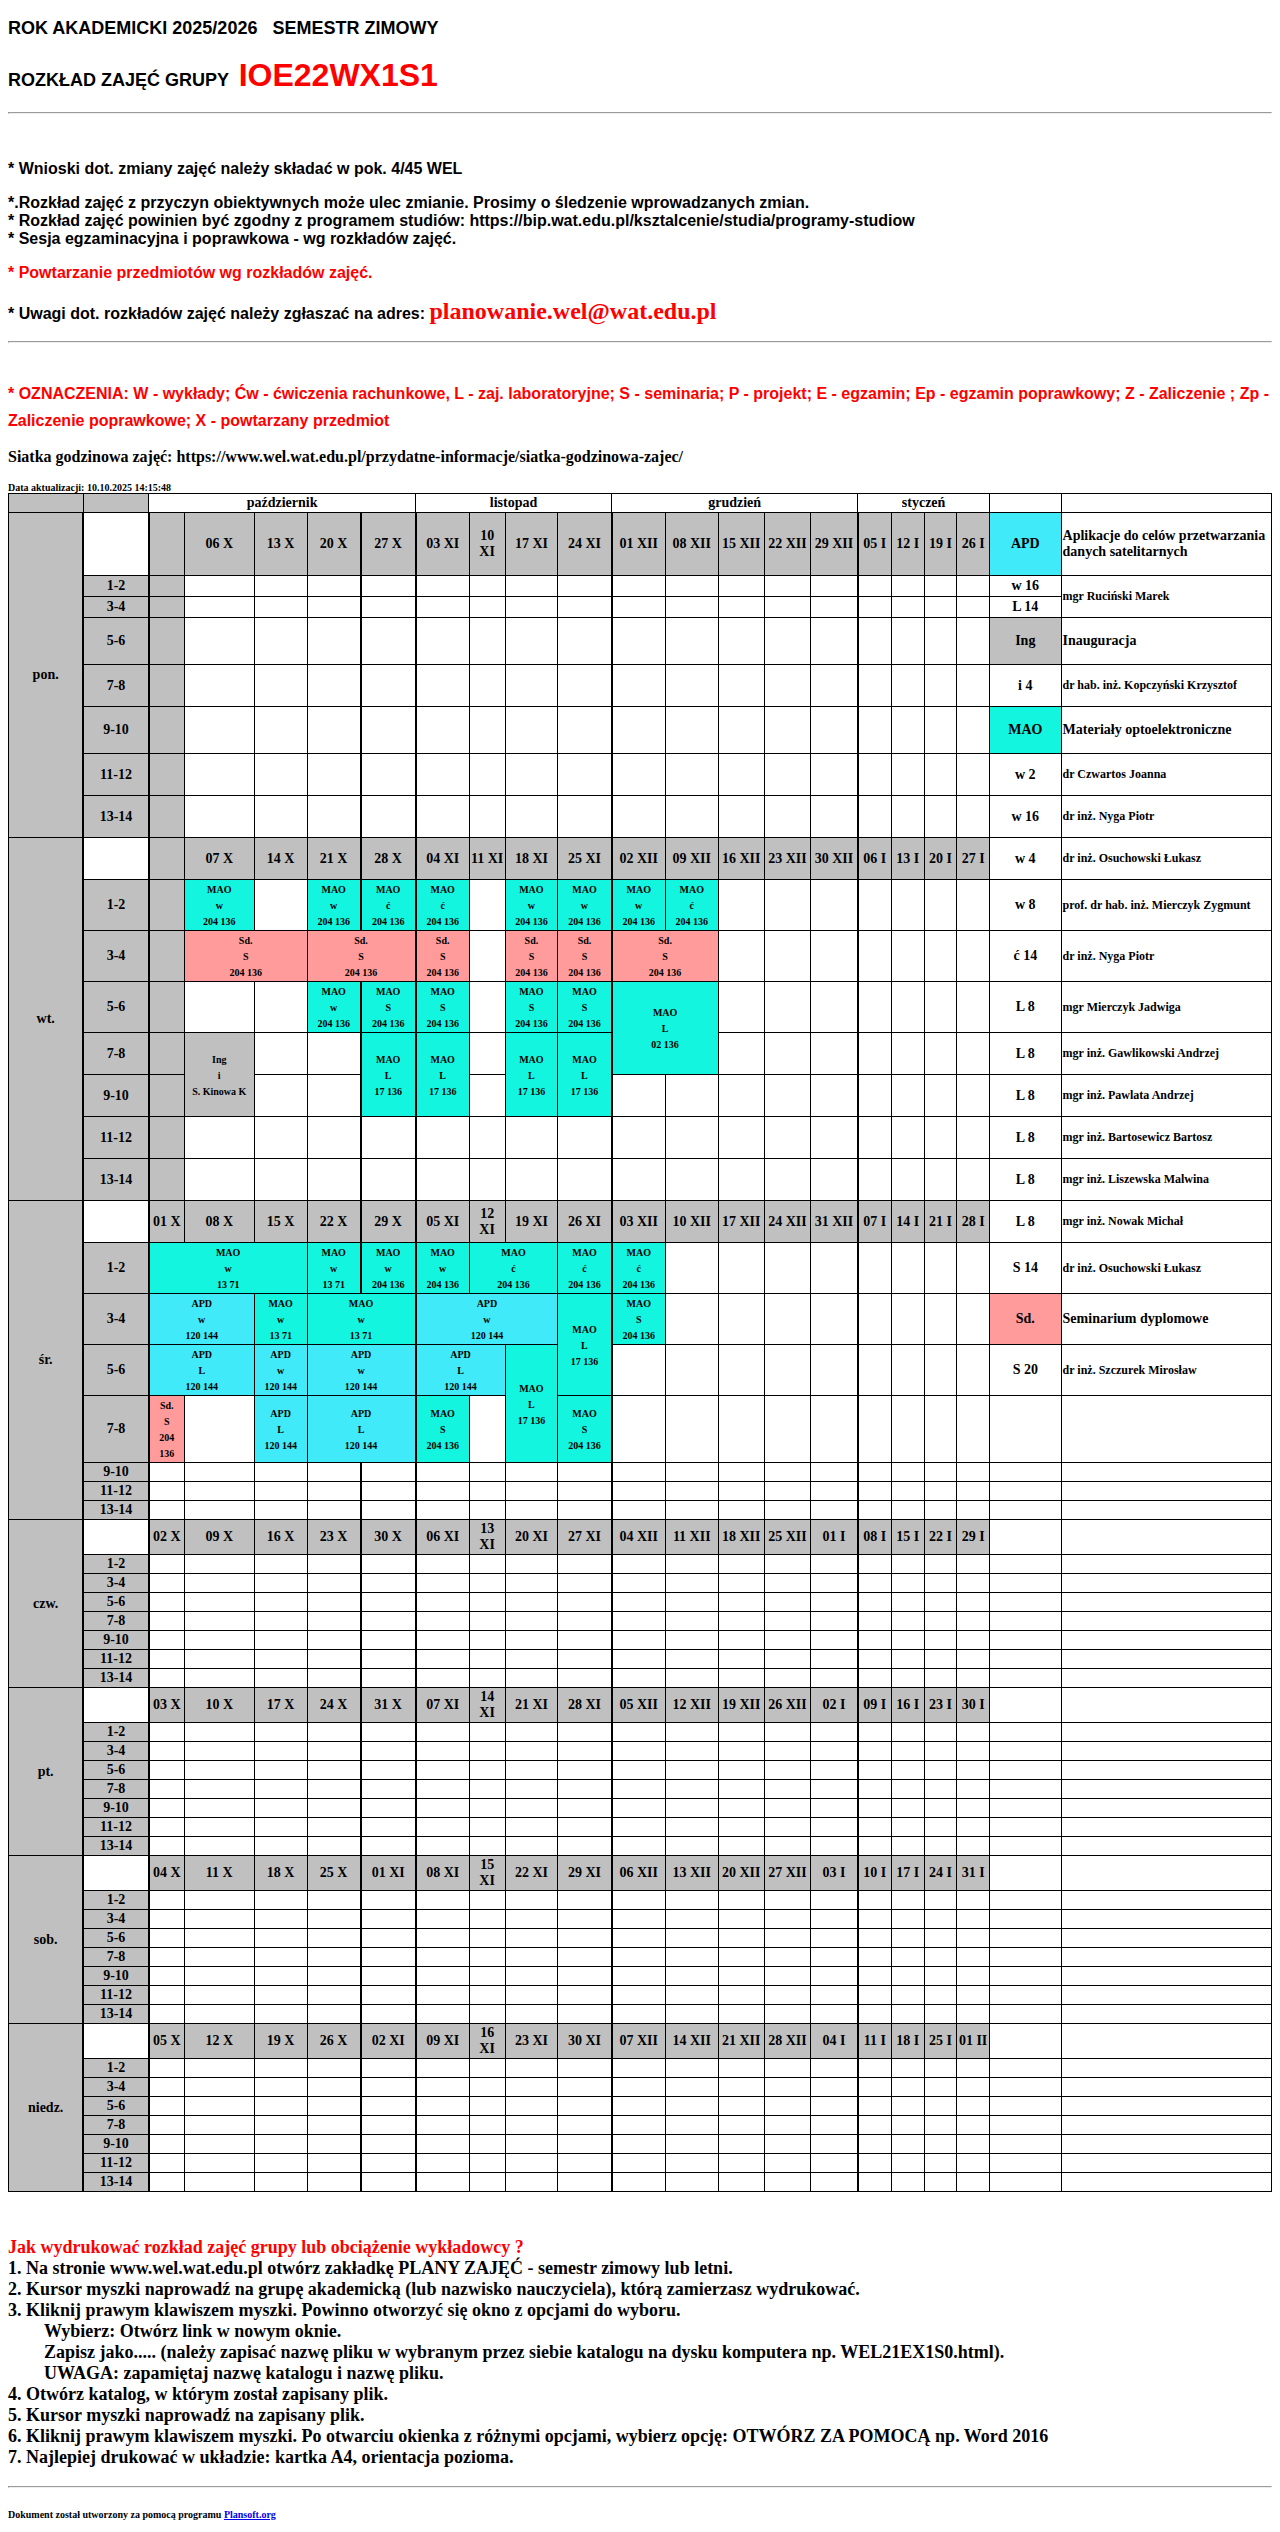 ROK AKADEMICKI 2025/2026 SEMESTR ZIMOWY
ROZKŁAD ZAJĘĆ GRUPY IOE22WX1S1
* Wnioski dot. zmiany zajęć należy składać w pok. 4/45 WEL
*.Rozkład zajęć z przyczyn obiektywnych może ulec zmianie. Prosimy o śledzenie wprowadzanych zmian.
* Rozkład zajęć powinien być zgodny z programem studiów: https://bip.wat.edu.pl/ksztalcenie/studia/programy-studiow
* Sesja egzaminacyjna i poprawkowa - wg rozkładów zajęć.
* Powtarzanie przedmiotów wg rozkładów zajęć.
* Uwagi dot. rozkładów zajęć należy zgłaszać na adres: planowanie.wel@wat.edu.pl
* OZNACZENIA: W - wykłady; Ćw - ćwiczenia rachunkowe, L - zaj. laboratoryjne; S - seminaria; P - projekt; E - egzamin; Ep - egzamin poprawkowy; Z - Zaliczenie ; Zp -
Zaliczenie poprawkowe; X - powtarzany przedmiot
Siatka godzinowa zajęć: https://www.wel.wat.edu.pl/przydatne-informacje/siatka-godzinowa-zajec/
Data aktualizacji: 10.10.2025 14:15:48
październik listopad grudzień styczeń
pon. 06 X 13 X 20 X 27 X 03 XI 10 XI 17 XI 24 XI 01 XII 08 XII 15 XII 22 XII 29 XII 05 I 12 I 19 I 26 I APD Aplikacje do celów przetwarzania danych satelitarnych
1-2 w 16 mgr Ruciński Marek
3-4 L 14
5-6 Ing Inauguracja
7-8 i 4 dr hab. inż. Kopczyński Krzysztof
9-10 MAO Materiały optoelektroniczne
11-12 w 2 dr Czwartos Joanna
13-14 w 16 dr inż. Nyga Piotr
wt. 07 X 14 X 21 X 28 X 04 XI 11 XI 18 XI 25 XI 02 XII 09 XII 16 XII 23 XII 30 XII 06 I 13 I 20 I 27 I w 4 dr inż. Osuchowski Łukasz
MAO MAO MAO MAO MAO MAO MAO MAO
1-2 w w ć ć w w w ć w 8 prof. dr hab. inż. Mierczyk Zygmunt
204 136 204 136 204 136 204 136 204 136 204 136 204 136 204 136
Sd. Sd. Sd. Sd. Sd. Sd.
3-4 S S S S S S ć 14 dr inż. Nyga Piotr
204 136 204 136 204 136 204 136 204 136 204 136
MAO MAO MAO MAO MAO MAO
5-6 w S S S S L L 8 mgr Mierczyk Jadwiga
204 136 204 136 204 136 204 136 204 136 02 136
7-8 Ing MAO MAO MAO MAO L 8 mgr inż. Gawlikowski Andrzej
i L L L L
9-10 S. Kinowa K 17 136 17 136 17 136 17 136 L 8 mgr inż. Pawlata Andrzej
11-12 L 8 mgr inż. Bartosewicz Bartosz
13-14 L 8 mgr inż. Liszewska Malwina
śr. 01 X 08 X 15 X 22 X 29 X 05 XI 12 XI 19 XI 26 XI 03 XII 10 XII 17 XII 24 XII 31 XII 07 I 14 I 21 I 28 I L 8 mgr inż. Nowak Michał
MAO MAO MAO MAO MAO MAO MAO
1-2 w w w w ć ć ć S 14 dr inż. Osuchowski Łukasz
13 71 13 71 204 136 204 136 204 136 204 136 204 136
APD MAO MAO APD MAO MAO
3-4 w w w w L S Sd. Seminarium dyplomowe
120 144 13 71 13 71 120 144 17 136 204 136
APD APD APD APD MAO
5-6 L w w L L S 20 dr inż. Szczurek Mirosław
120 144 120 144 120 144 120 144 17 136
Sd. APD APD MAO MAO
7-8 S L L S S
204 136 120 144 120 144 204 136 204 136
9-10
11-12
13-14
czw. 02 X 09 X 16 X 23 X 30 X 06 XI 13 XI 20 XI 27 XI 04 XII 11 XII 18 XII 25 XII 01 I 08 I 15 I 22 I 29 I
1-2
3-4
5-6
7-8
9-10
11-12
13-14
pt. 03 X 10 X 17 X 24 X 31 X 07 XI 14 XI 21 XI 28 XI 05 XII 12 XII 19 XII 26 XII 02 I 09 I 16 I 23 I 30 I
1-2
3-4
5-6
7-8
9-10
11-12
13-14
sob. 04 X 11 X 18 X 25 X 01 XI 08 XI 15 XI 22 XI 29 XI 06 XII 13 XII 20 XII 27 XII 03 I 10 I 17 I 24 I 31 I
1-2
3-4
5-6
7-8
9-10
11-12
13-14
niedz. 05 X 12 X 19 X 26 X 02 XI 09 XI 16 XI 23 XI 30 XI 07 XII 14 XII 21 XII 28 XII 04 I 11 I 18 I 25 I 01 II
1-2
3-4
5-6
7-8
9-10
11-12
13-14
Jak wydrukować rozkład zajęć grupy lub obciążenie wykładowcy ?
1. Na stronie www.wel.wat.edu.pl otwórz zakładkę PLANY ZAJĘĆ - semestr zimowy lub letni.
2. Kursor myszki naprowadź na grupę akademicką (lub nazwisko nauczyciela), którą zamierzasz wydrukować.
3. Kliknij prawym klawiszem myszki. Powinno otworzyć się okno z opcjami do wyboru.
Wybierz: Otwórz link w nowym oknie.
Zapisz jako..... (należy zapisać nazwę pliku w wybranym przez siebie katalogu na dysku komputera np. WEL21EX1S0.html).
UWAGA: zapamiętaj nazwę katalogu i nazwę pliku.
4. Otwórz katalog, w którym został zapisany plik.
5. Kursor myszki naprowadź na zapisany plik.
6. Kliknij prawym klawiszem myszki. Po otwarciu okienka z różnymi opcjami, wybierz opcję: OTWÓRZ ZA POMOCĄ np. Word 2016
7. Najlepiej drukować w układzie: kartka A4, orientacja pozioma.
Dokument został utworzony za pomocą programu Plansoft.org